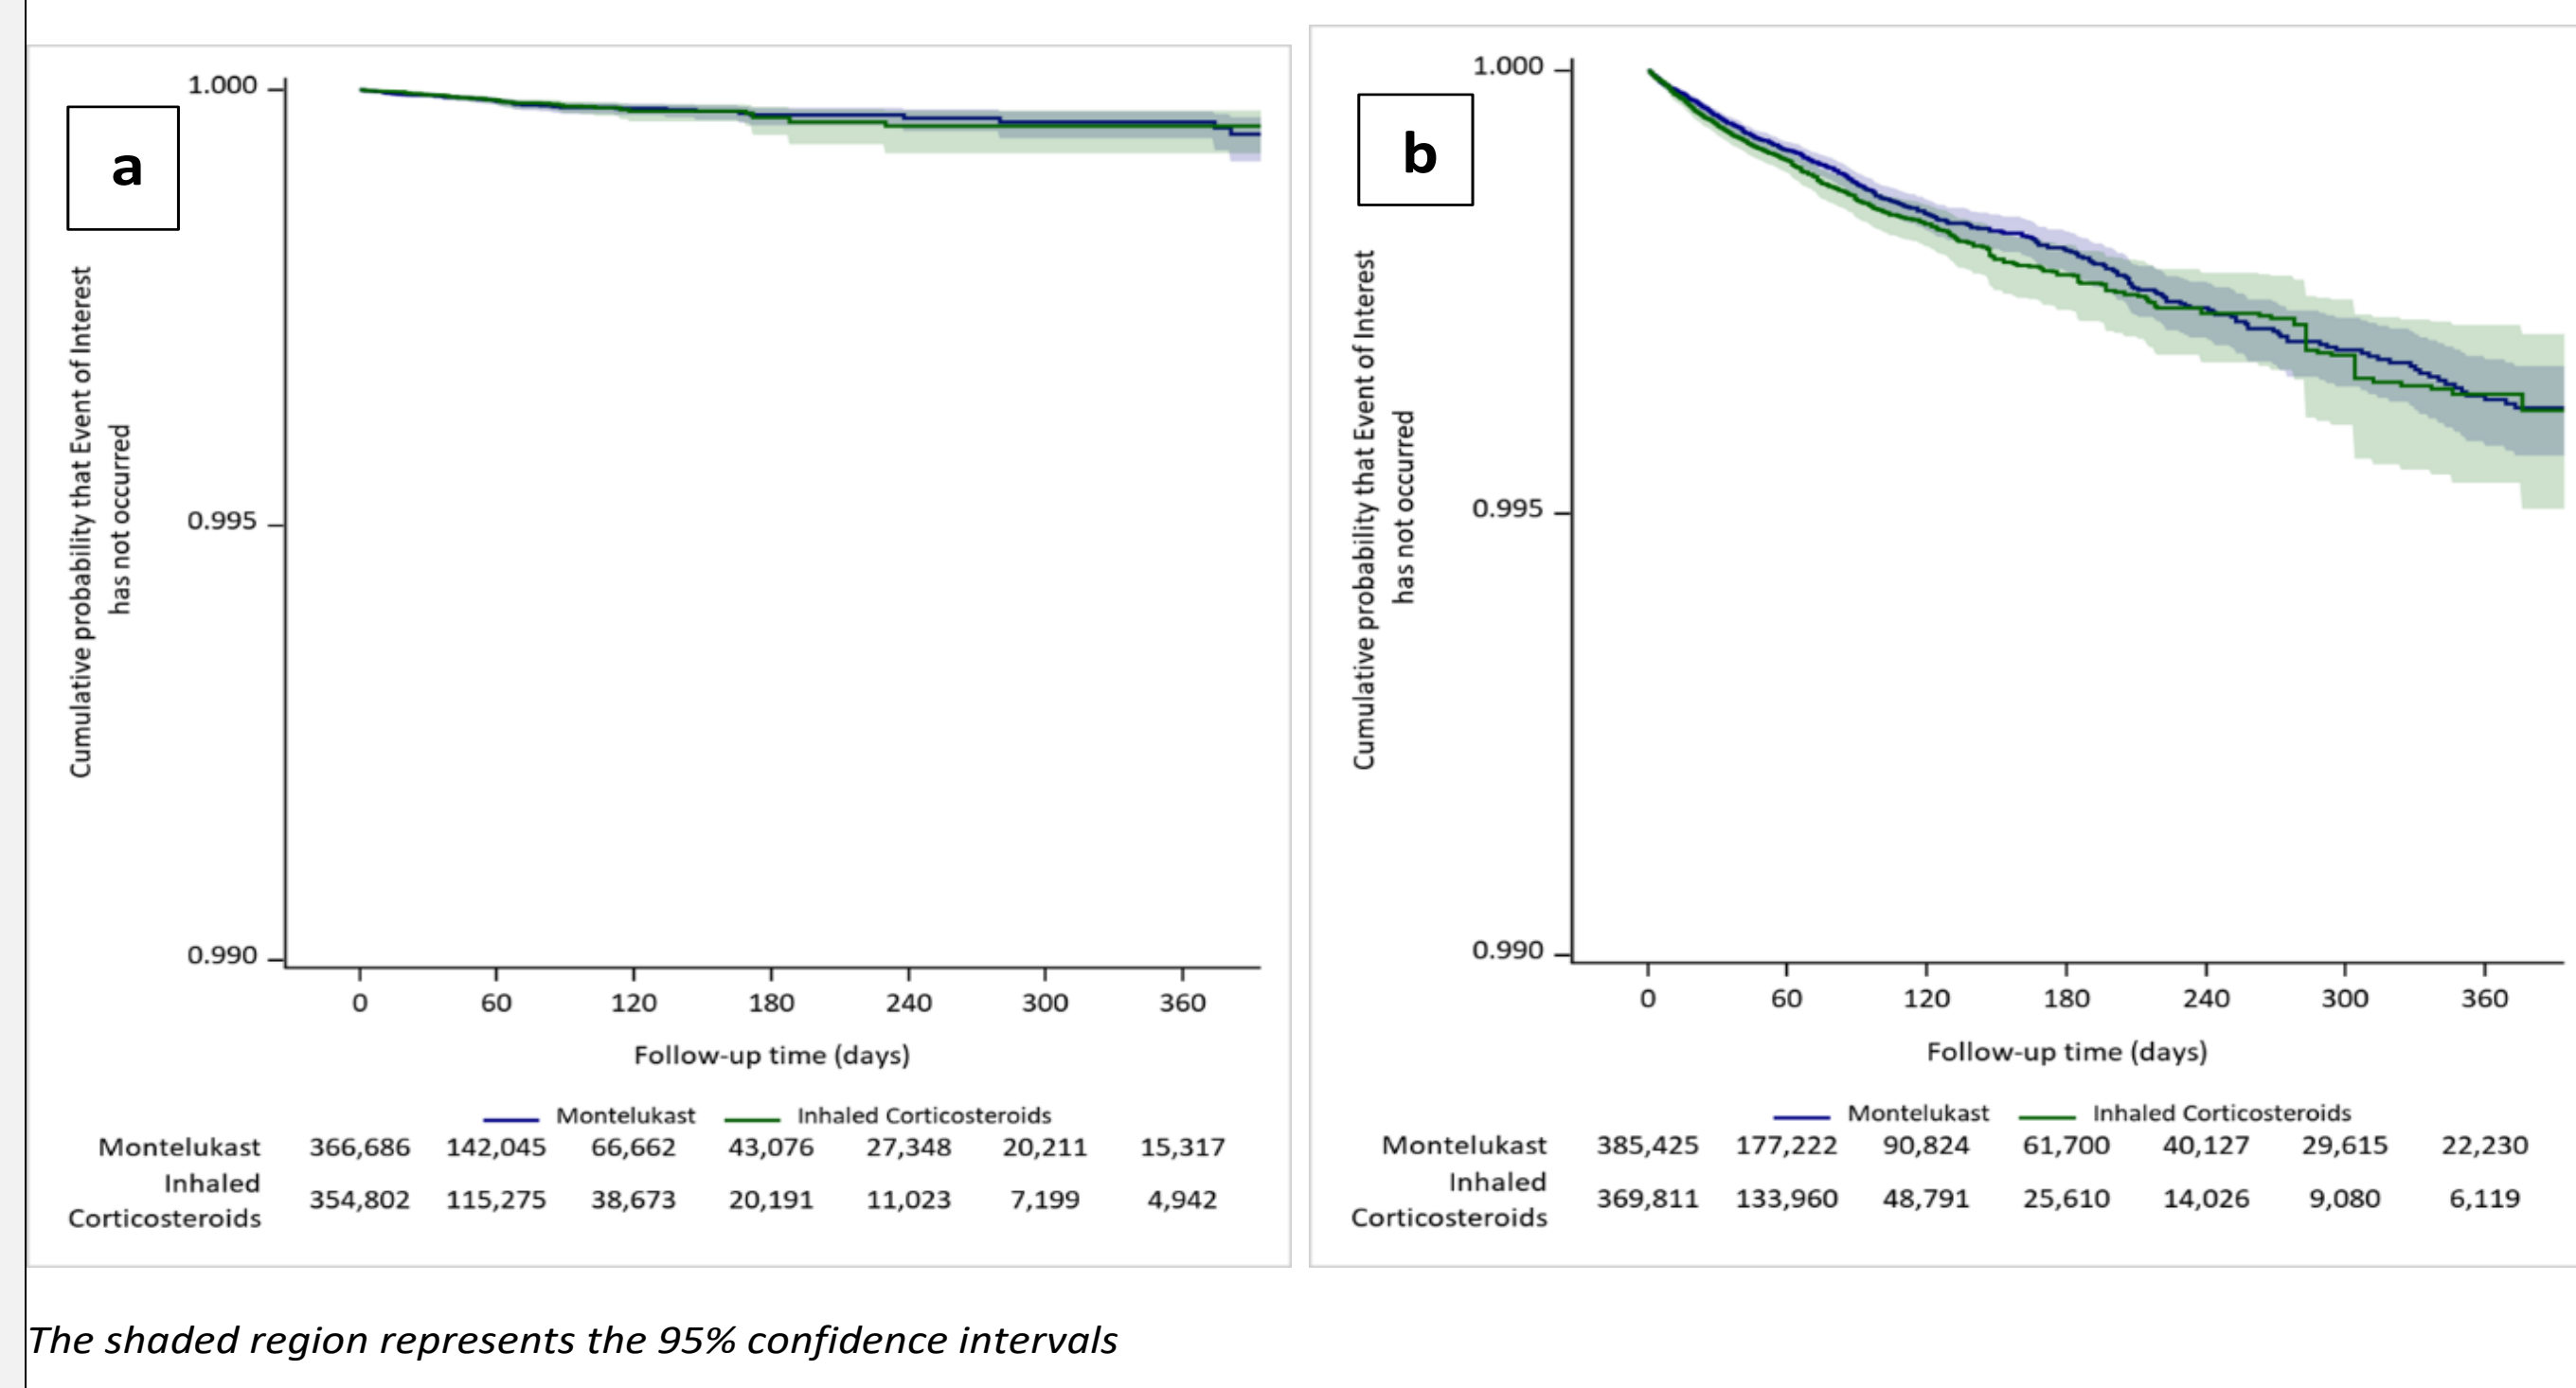 a
Cumulative probability that Event of Interest
has not occurred
1.000
0.995
0.990
0 60 120 180 240 300 360
Follow-up time (days)
Montelukast Inhaled Corticosteroids
Montelukast 366,686 142,045 66,662 43,076 27,348 20,211 15,317
Inhaled
Corticosteroids 354,802 115,275 38,673 20,191 11,023 7,199 4,942
b
Cumulative probability that Event of Interest
has not occurred
1.000
0.995
0.990
0 60 120 180 240 300 360
Follow-up time (days)
Montelukast Inhaled Corticosteroids
Montelukast 385,425 177,222 90,824 61,700 40,127 29,615 22,230
Inhaled
Corticosteroids 369,811 133,960 48,791 25,610 14,026 9,080 6,119
The shaded region represents the 95% confidence intervals